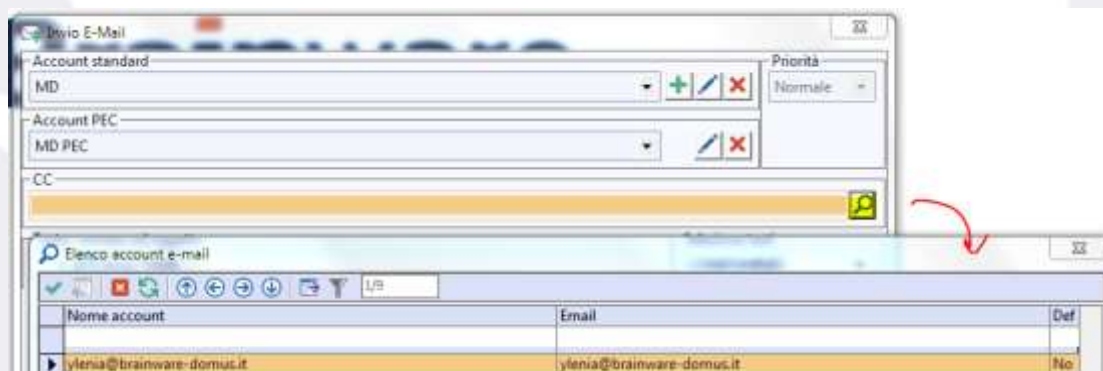 Invio E-Mail
Account standard
Priorità
MD
Normale
Account PEC
MD PEC
CC
Elenco account e-mail
1/9
Nome account Email Def
ylenia@brainware-domus.it ylenia@brainware-domus.it No